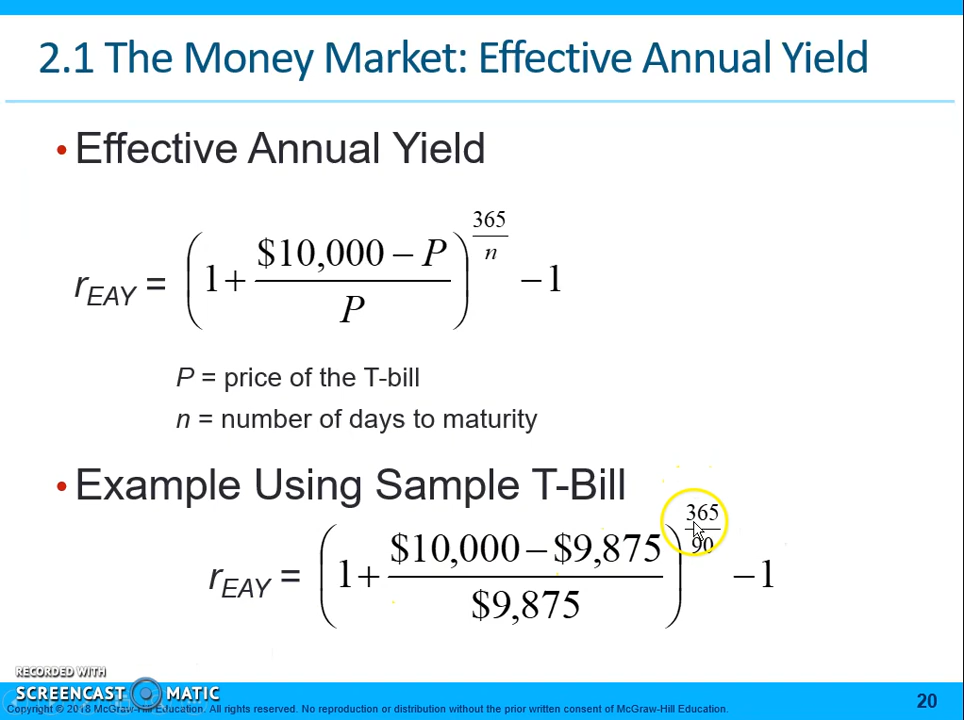 2.1 The Money Market: Effective Annual Yield
• Effective Annual Yield
r_EAY = (1 + ($10,000 – P) / P)^(365/n) – 1
P = price of the T-bill
n = number of days to maturity
• Example Using Sample T-Bill
r_EAY = (1 + ($10,000 – $9,875) / $9,875)^(365/90) – 1
RECORDED WITH
SCREENCAST MATIC
Copyright © 2018 McGraw-Hill Education. All rights reserved. No reproduction or distribution without the prior written consent of McGraw-Hill Education.
20